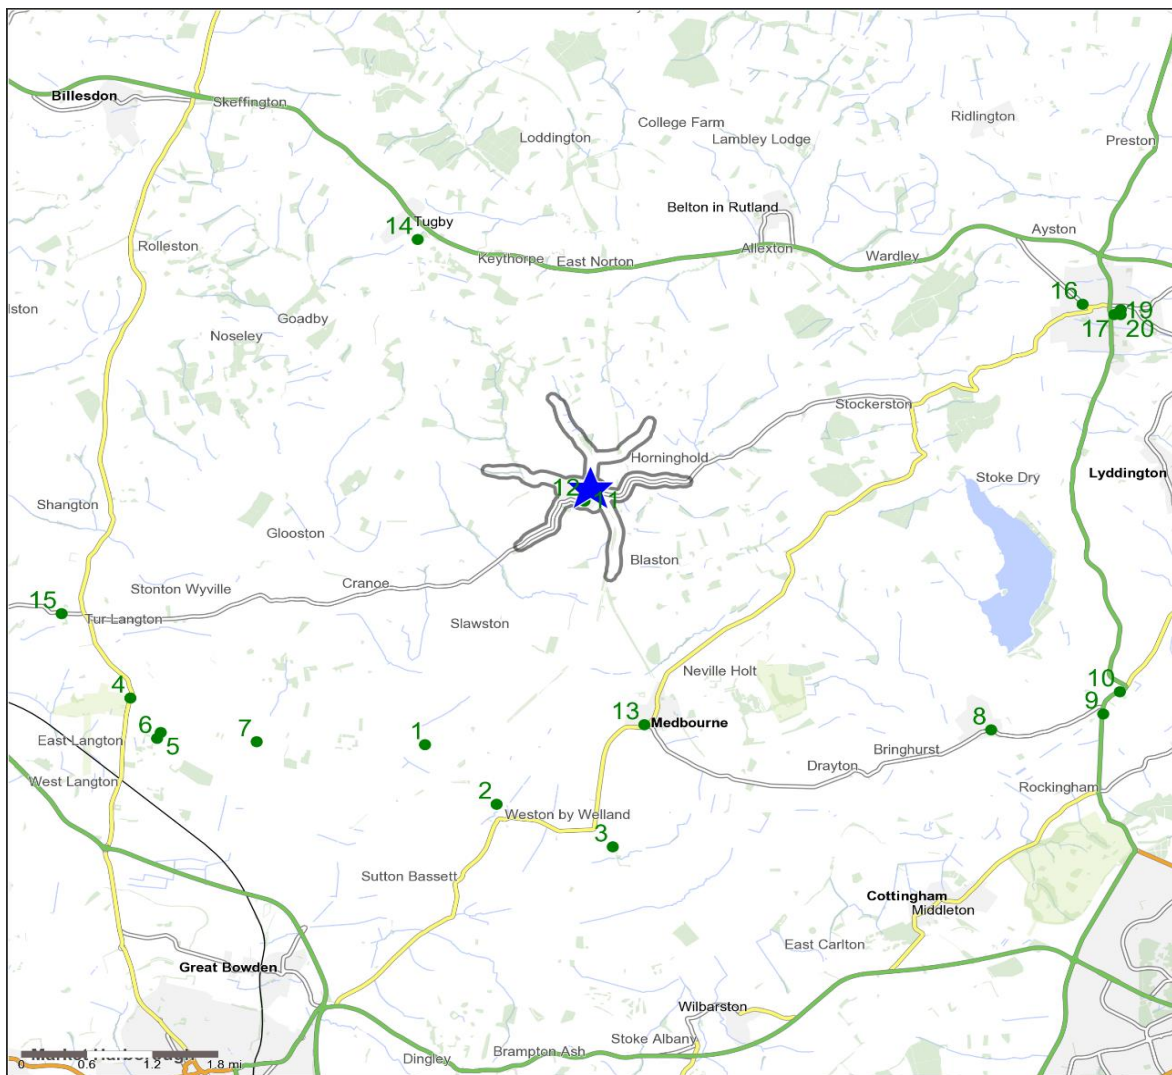 Billesdon
Skeffington
College Farm
Loddington
Lambley Lodge
Ridlington
Preston
Belton in Rutland
14
Tugby
Rolleston
Keythorpe
East Norton
Allexton
Wardley
Ayston
lston
Goadby
Noseley
16
19
17
20
Stockerston
Horninghold
Lyddington
Stoke Dry
12
11
Shangton
Glooston
Blaston
Cranoe
Stonton Wyville
15
Tur Langton
Slawston
Neville Holt
4
10
6
5
East Langton
7
1
13
Medbourne
8
9
Bringhurst
Drayton
West Langton
Rockingham
2
Weston by Welland
3
Sutton Bassett
Cottingham
Middleton
East Carlton
Great Bowden
Wilbarston
Stoke Albany
Brampton Ash
Dingley
0 0.6 1.2 1.8 mi